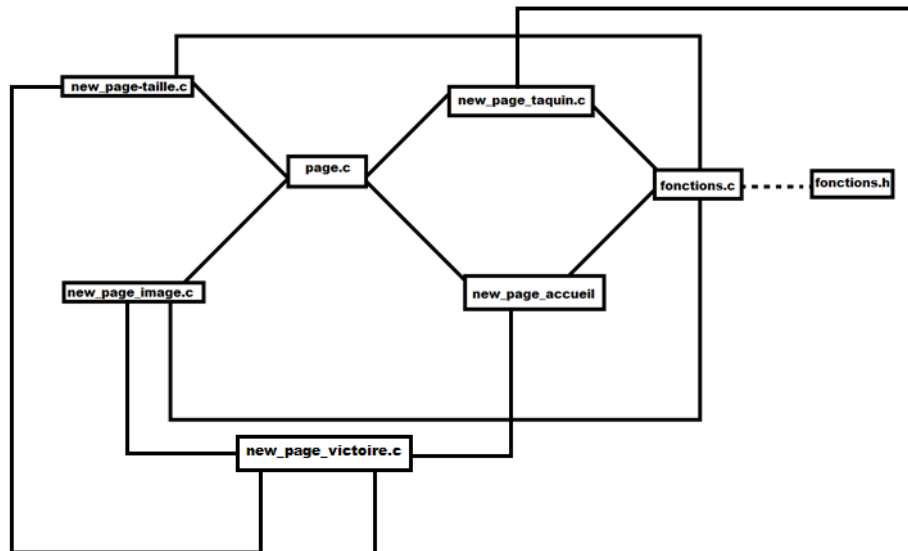 new_page-taille.c
new_page_taquin.c
page.c
fonctions.c
fonctions.h
new_page_image.c
new_page_accueil
new_page_victoire.c